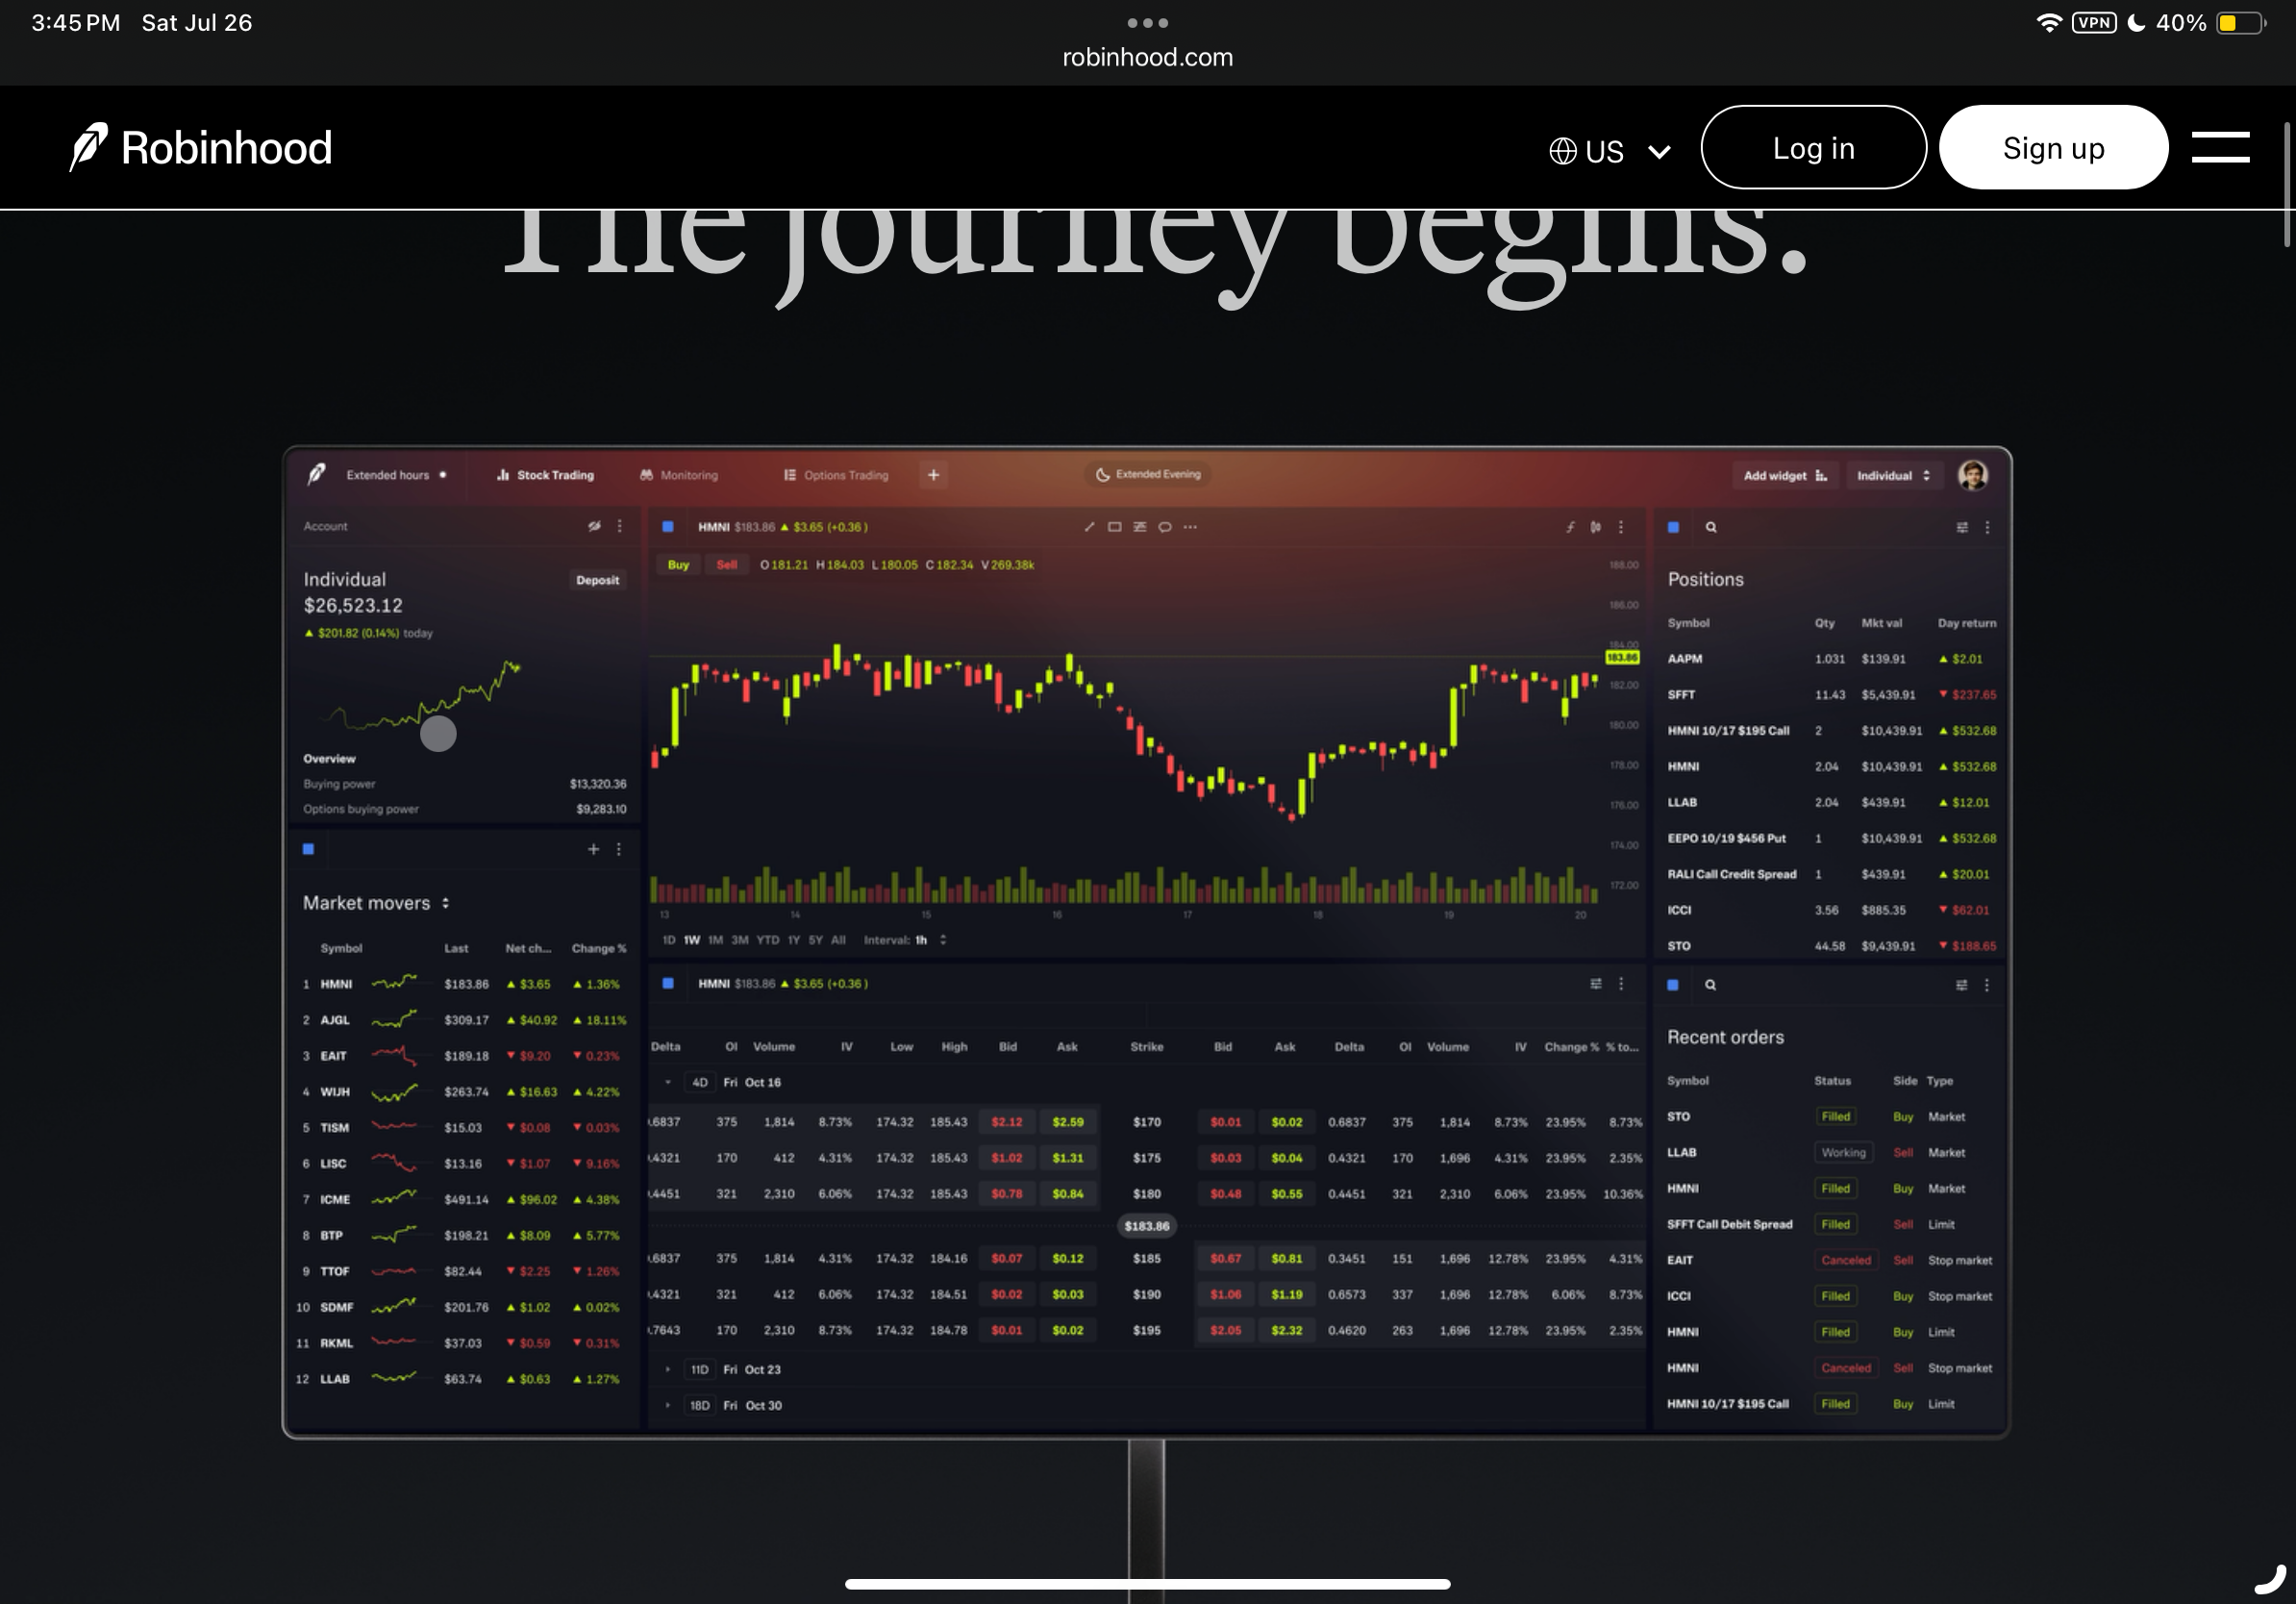 3:45 PM Sat Jul 26
robinhood.com
VPN 40%
Robinhood
US
Log in
Sign up
The journey begins.
Extended hours
Stock Trading
Monitoring
Options Trading
+
Extended Evening
Add widget
Individual
Account
Individual
Deposit
$26,523.12
▲ $201.82 (0.14%) today
Overview
Buying power $13,320.36
Options buying power $9,283.10
Market movers
Symbol Last Net ch... Change %
1 HMNI $183.86 ▲ $3.65 ▲ 1.36%
2 AJGL $309.17 ▲ $40.92 ▲ 18.11%
3 EAIT $189.18 ▼ $9.20 ▼ 0.23%
4 WIJH $263.74 ▲ $16.63 ▲ 4.22%
5 TISM $15.03 ▼ $0.08 ▼ 0.03%
6 LISC $13.16 ▼ $1.07 ▼ 9.16%
7 ICME $491.14 ▲ $96.02 ▲ 4.38%
8 BTP $198.21 ▲ $8.09 ▲ 5.77%
9 TTOF $82.44 ▼ $2.25 ▼ 1.26%
10 SDMF $201.76 ▲ $1.02 ▲ 0.02%
11 RKML $37.03 ▼ $0.59 ▼ 0.31%
12 LLAB $63.74 ▲ $0.63 ▲ 1.27%
HMNI $183.86 ▲ $3.65 (+0.36 )
Buy Sell O 181.21 H 184.03 L 180.05 C 182.34 V 269.38k
188.00
186.00
184.00
183.86
182.00
180.00
178.00
176.00
174.00
172.00
13 14 15 16 17 18 19 20
1D 1W 1M 3M YTD 1Y 5Y All Interval: 1h
HMNI $183.86 ▲ $3.65 (+0.36 )
Delta OI Volume IV Low High Bid Ask Strike Bid Ask Delta OI Volume IV Change % % to...
4D Fri Oct 16
.6837 375 1,814 8.73% 174.32 185.43 $2.12 $2.59 $170 $0.01 $0.02 0.6837 375 1,814 8.73% 23.95% 8.73%
.4321 170 412 4.31% 174.32 185.43 $1.02 $1.31 $175 $0.03 $0.04 0.4321 170 1,696 4.31% 23.95% 2.35%
.4451 321 2,310 6.06% 174.32 185.43 $0.78 $0.84 $180 $0.48 $0.55 0.4451 321 2,310 6.06% 23.95% 10.36%
$183.86
.6837 375 1,814 4.31% 174.32 184.16 $0.07 $0.12 $185 $0.67 $0.81 0.3451 151 1,696 12.78% 23.95% 4.31%
.4321 321 412 6.06% 174.32 184.51 $0.02 $0.03 $190 $1.06 $1.19 0.6573 337 1,696 12.78% 6.06% 8.73%
.7643 170 2,310 8.73% 174.32 184.78 $0.01 $0.02 $195 $2.05 $2.32 0.4620 263 1,696 12.78% 23.95% 2.35%
11D Fri Oct 23
18D Fri Oct 30
Positions
Symbol Qty Mkt val Day return
AAPM 1.031 $139.91 ▲ $2.01
SFFT 11.43 $5,439.91 ▼ $237.65
HMNI 10/17 $195 Call 2 $10,439.91 ▲ $532.68
HMNI 2.04 $10,439.91 ▲ $532.68
LLAB 2.04 $439.91 ▲ $12.01
EEPO 10/19 $456 Put 1 $10,439.91 ▲ $532.68
RALI Call Credit Spread 1 $439.91 ▲ $20.01
ICCI 3.56 $885.35 ▼ $62.01
STO 44.58 $9,439.91 ▼ $188.65
Recent orders
Symbol Status Side Type
STO Filled Buy Market
LLAB Working Sell Market
HMNI Filled Buy Market
SFFT Call Debit Spread Filled Sell Limit
EAIT Canceled Sell Stop market
ICCI Filled Buy Stop market
HMNI Filled Buy Limit
HMNI Canceled Sell Stop market
HMNI 10/17 $195 Call Filled Buy Limit